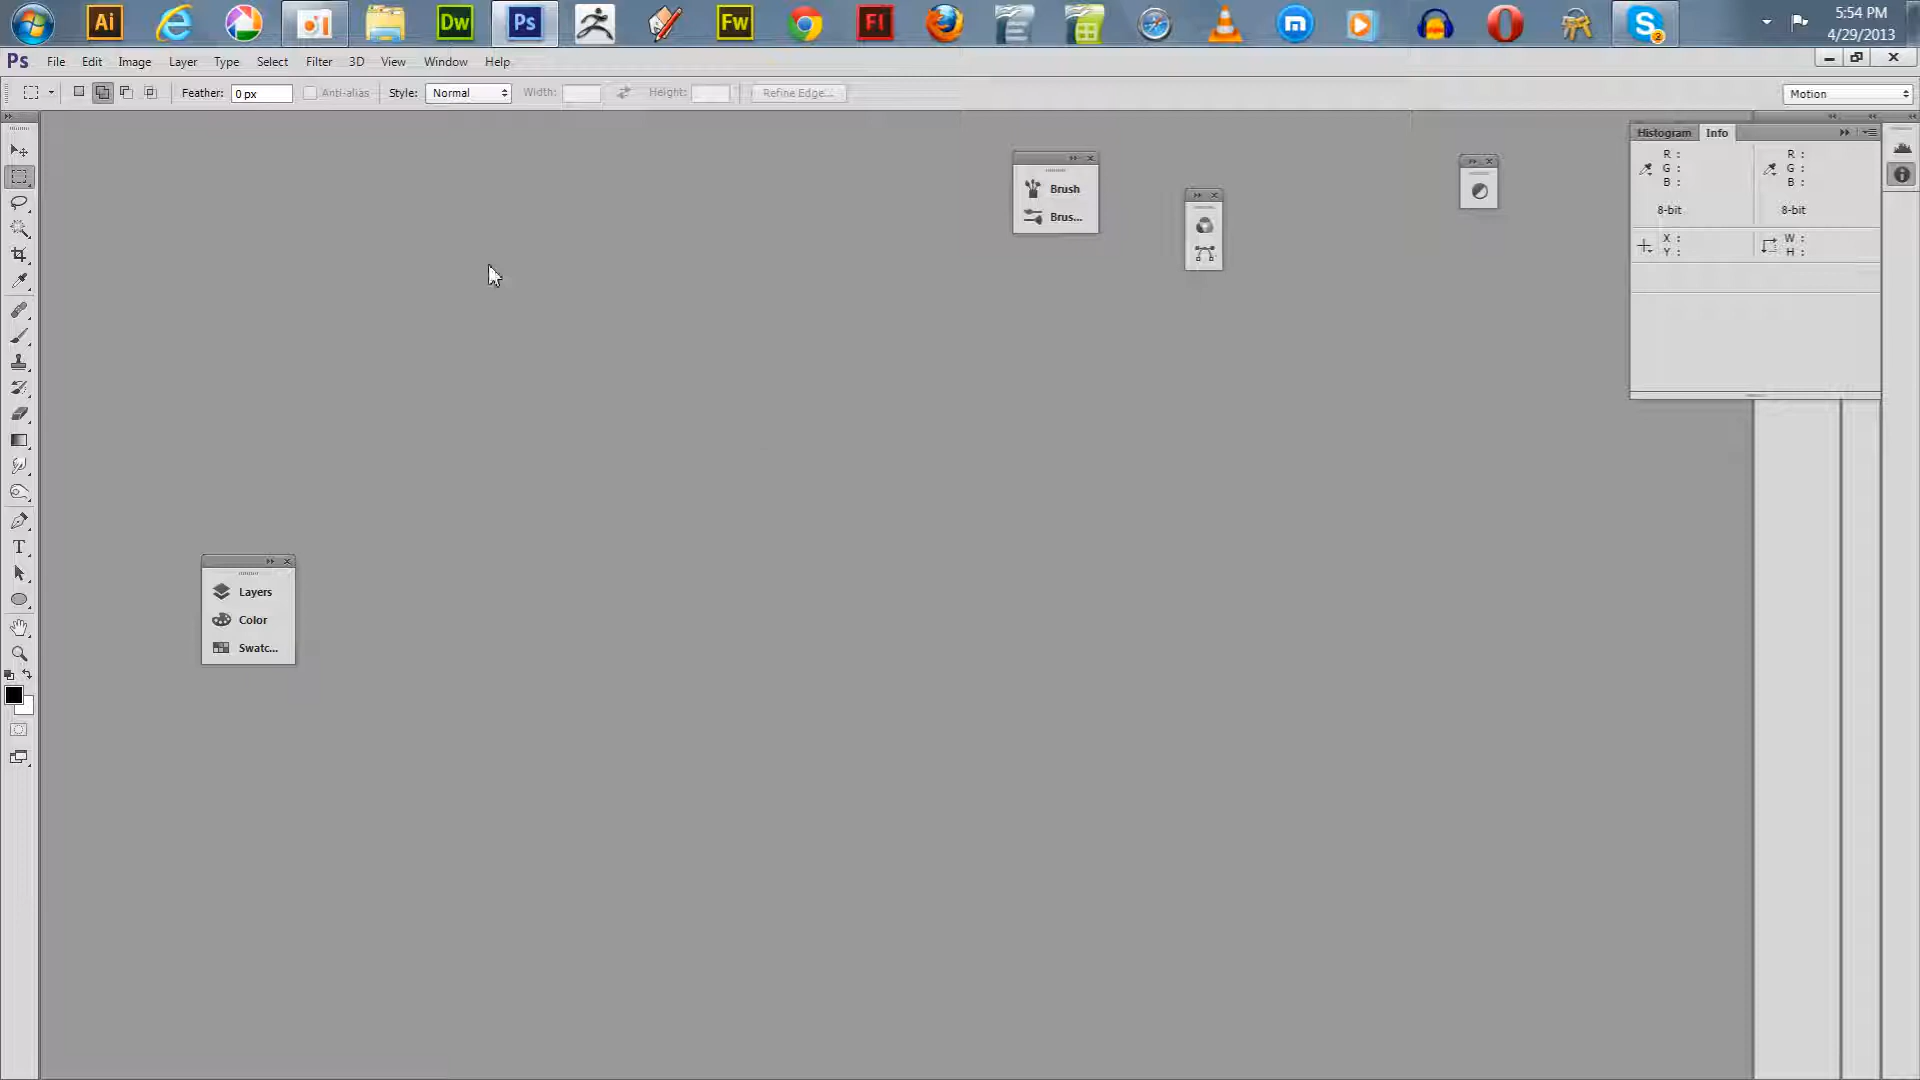 Ai
Dw
Ps
Fw
Fl
5:54 PM
4/29/2013
Ps File Edit Image Layer Type Select Filter 3D View Window Help
Feather: 0 px Anti-alias Style: Normal Width: Height: Refine Edge... Motion
Histogram Info
R :
G :
B :
8-bit
R :
G :
B :
8-bit
X :
Y :
W :
H :
Brush
Brus...
Layers
Color
Swatc...
T